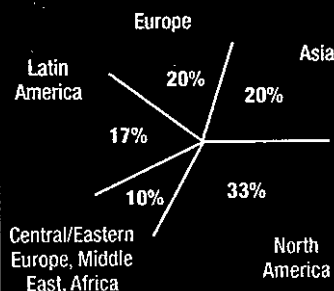 Europe
Asia
Latin
America
20%
20%
17%
10%
33%
Central/Eastern
Europe, Middle
East, Africa
North
America